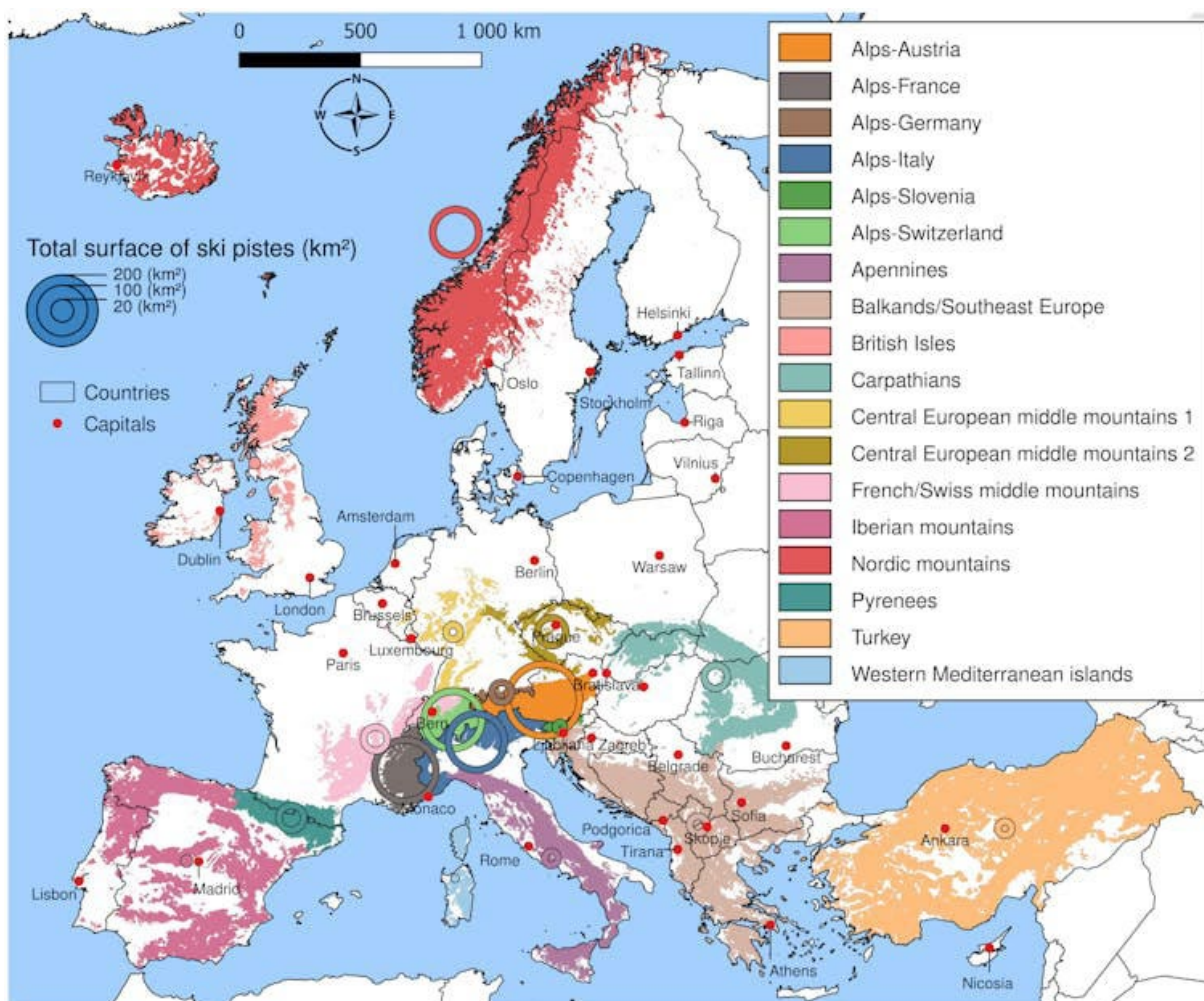 0 500 1 000 km
N
W E
S
Reykjavik
Total surface of ski pistes (km²)
200 (km²)
100 (km²)
20 (km²)
Countries
Capitals
Alps-Austria
Alps-France
Alps-Germany
Alps-Italy
Alps-Slovenia
Alps-Switzerland
Apennines
Balkands/Southeast Europe
British Isles
Carpathians
Central European middle mountains 1
Central European middle mountains 2
French/Swiss middle mountains
Iberian mountains
Nordic mountains
Pyrenees
Turkey
Western Mediterranean islands
Helsinki
Tallinn
Oslo
Stockholm
Riga
Vilnius
Copenhagen
Amsterdam
Dublin
London
Berlin
Warsaw
Brussels
Prague
Luxembourg
Paris
Bratislava
Bern
Ljubljana Zagreb
Belgrade
Bucharest
Monaco
Sofia
Podgorica
Skopje
Ankara
Rome
Tirana
Lisbon
Madrid
Athens
Nicosia